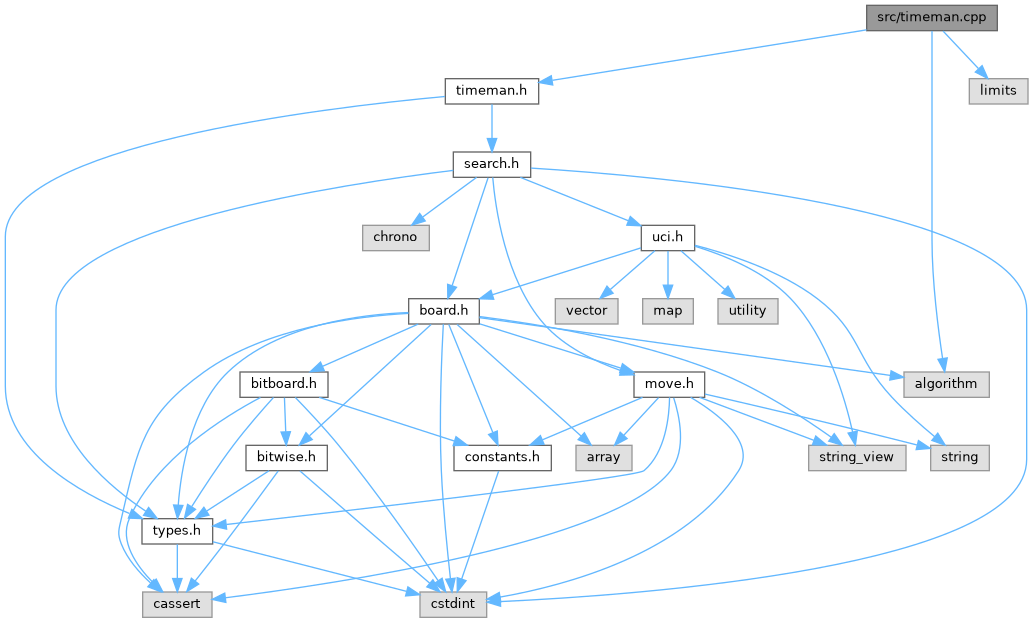 src/timeman.cpp
timeman.h
limits
search.h
chrono
uci.h
board.h
vector
map
utility
bitboard.h
move.h
algorithm
bitwise.h
constants.h
array
string_view
string
types.h
cassert
cstdint